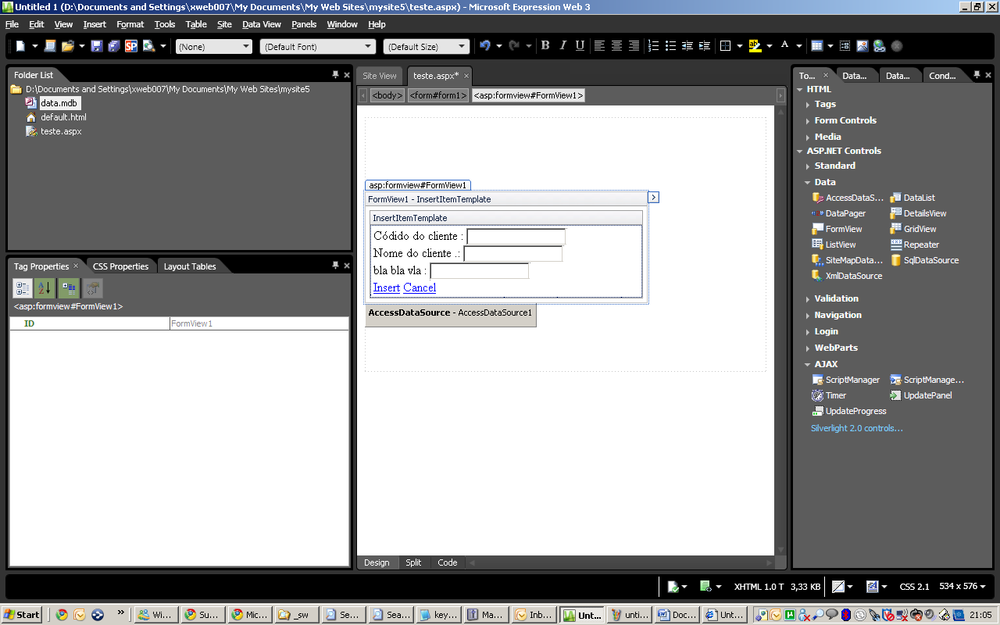 Untitled 1 (D:\Documents and Settings\xweb007\My Documents\My Web Sites\mysite5\teste.aspx) - Microsoft Expression Web 3
File Edit View Insert Format Tools Table Site Data View Panels Window Help
(None) (Default Font) (Default Size) B I U A
Folder List
D:\Documents and Settings\xweb007\My Documents\My Web Sites\mysite5
data.mdb
default.html
teste.aspx
Tag Properties CSS Properties Layout Tables
<asp:formview#FormView1>
ID FormView1
Site View teste.aspx*
<body> <form#form1> <asp:formview#FormView1>
asp:formview#FormView1
FormView1 - InsertItemTemplate
InsertItemTemplate
Códido do cliente :
Nome do cliente .:
bla bla vla :
Insert Cancel
AccessDataSource - AccessDataSource1
Design Split Code
To... Data... Data... Cond...
HTML
Tags
Form Controls
Media
ASP.NET Controls
Standard
Data
AccessDataS... DataList
DataPager DetailsView
FormView GridView
ListView Repeater
SiteMapData... SqlDataSource
XmlDataSource
Validation
Navigation
Login
WebParts
AJAX
ScriptManager ScriptManage...
Timer UpdatePanel
UpdateProgress
Silverlight 2.0 controls...
XHTML 1.0 T 3,33 KB CSS 2.1 534 x 576
Start Wi... Su... Mic... _sw Se... Sea... key... Ma... Inb... Unt... unti... Doc... Unt... 21:05